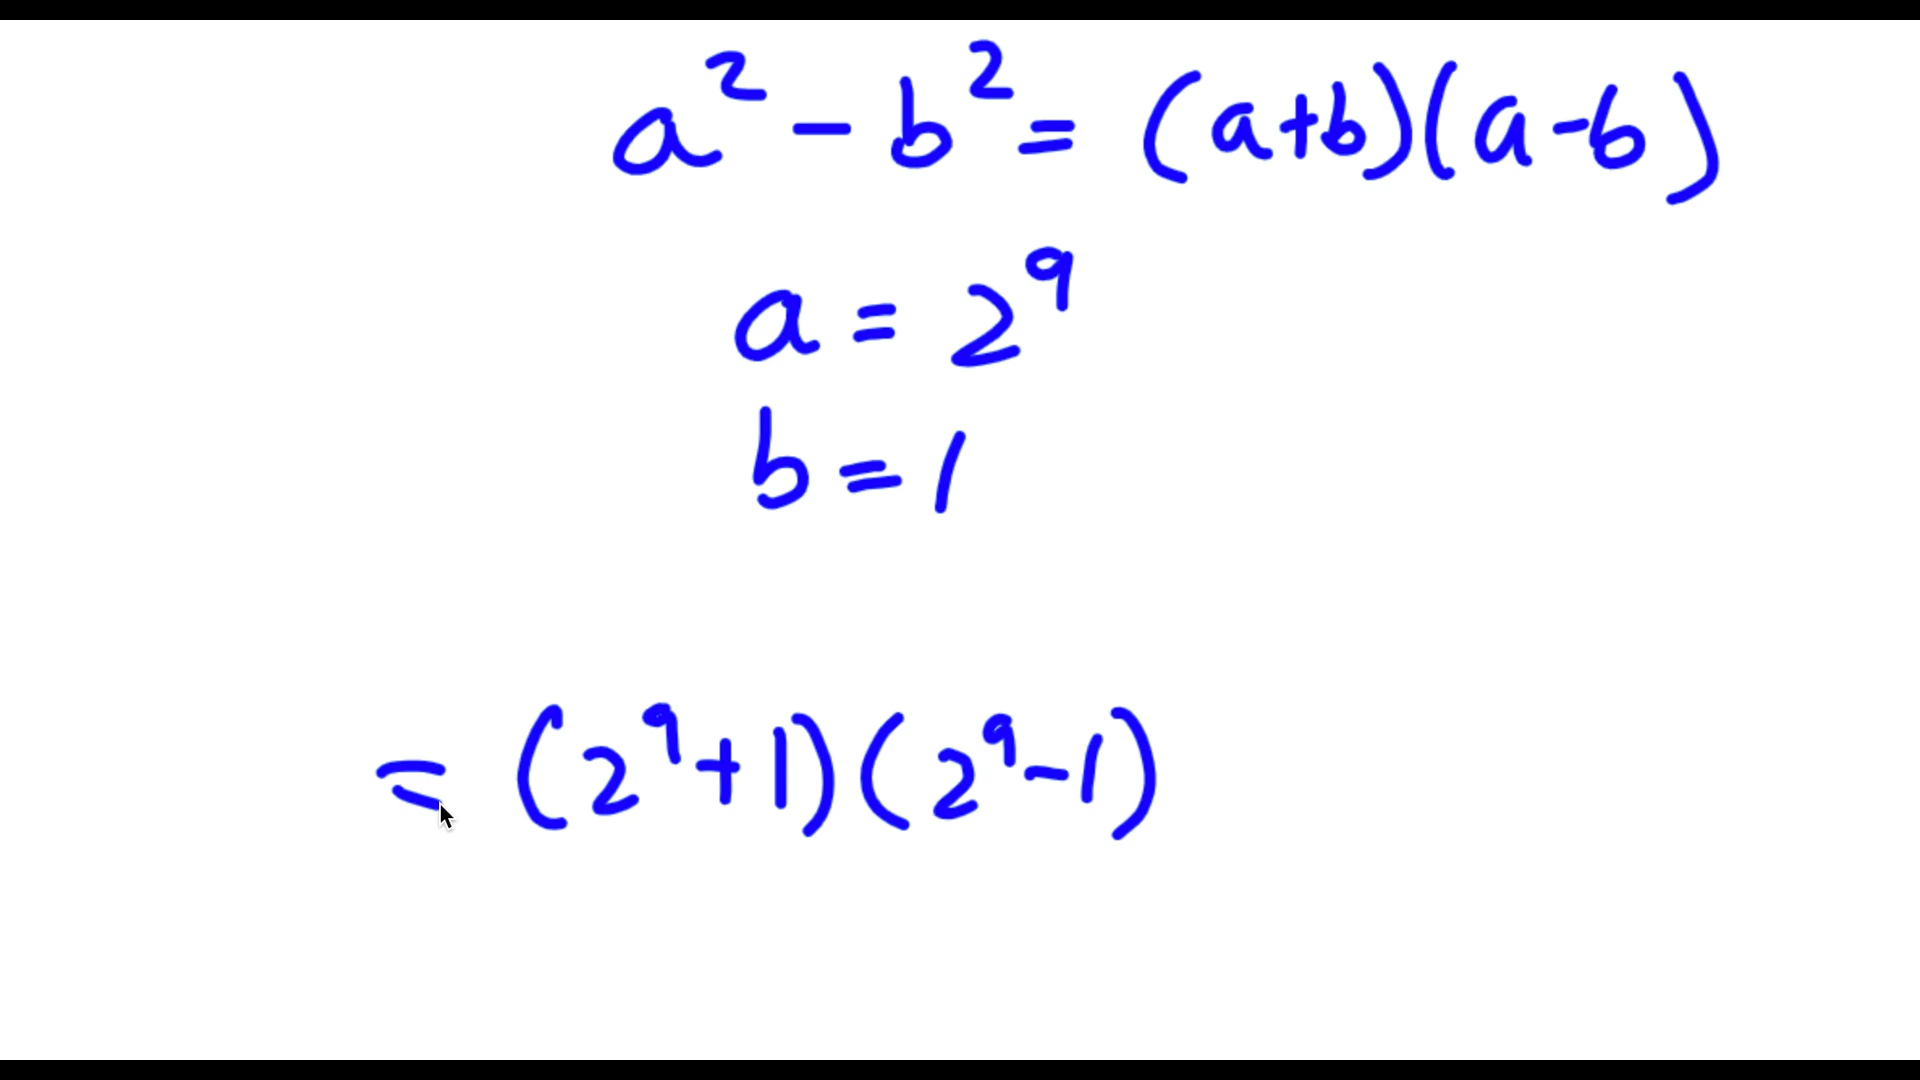 a² - b² = (a+b)(a-b)
a = 2⁹
b = 1
= (2⁹+1)(2⁹-1)